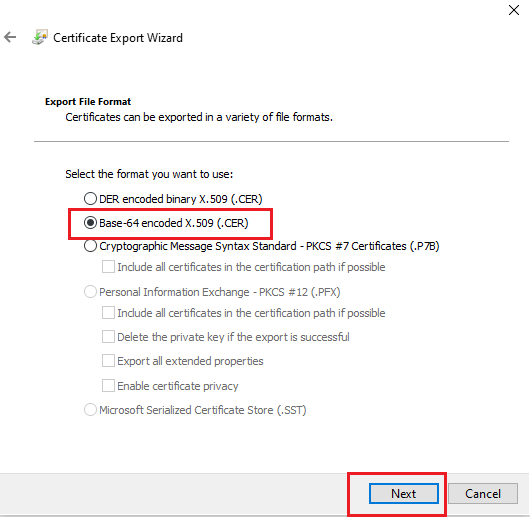 Certificate Export Wizard
Export File Format
Certificates can be exported in a variety of file formats.
Select the format you want to use:
DER encoded binary X.509 (.CER)
Base-64 encoded X.509 (.CER)
Cryptographic Message Syntax Standard - PKCS #7 Certificates (.P7B)
Include all certificates in the certification path if possible
Personal Information Exchange - PKCS #12 (.PFX)
Include all certificates in the certification path if possible
Delete the private key if the export is successful
Export all extended properties
Enable certificate privacy
Microsoft Serialized Certificate Store (.SST)
Next Cancel